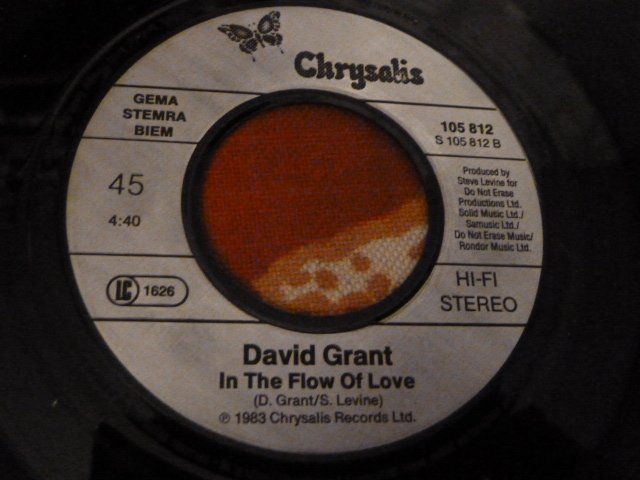 Chrysalis
GEMA
STEMRA
BIEM
45
4:40
LC 1626
105 812
S 105 812 B
Produced by
Steve Levine for
Do Not Erase
Productions Ltd.
Solid Music Ltd./
Samusic Ltd./
Do Not Erase Music/
Rondor Music Ltd.
HI-FI
STEREO
David Grant
In The Flow Of Love
(D. Grant/S. Levine)
℗ 1983 Chrysalis Records Ltd.